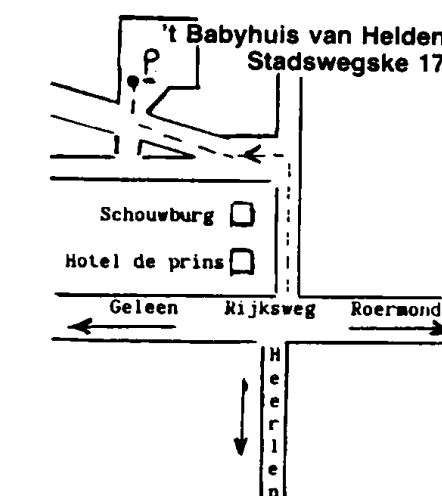 't Babyhuis van Helden
Stadswegske 17
P
Schouwburg
Hotel de prins
Geleen Rijksweg Roermond
Heerlen